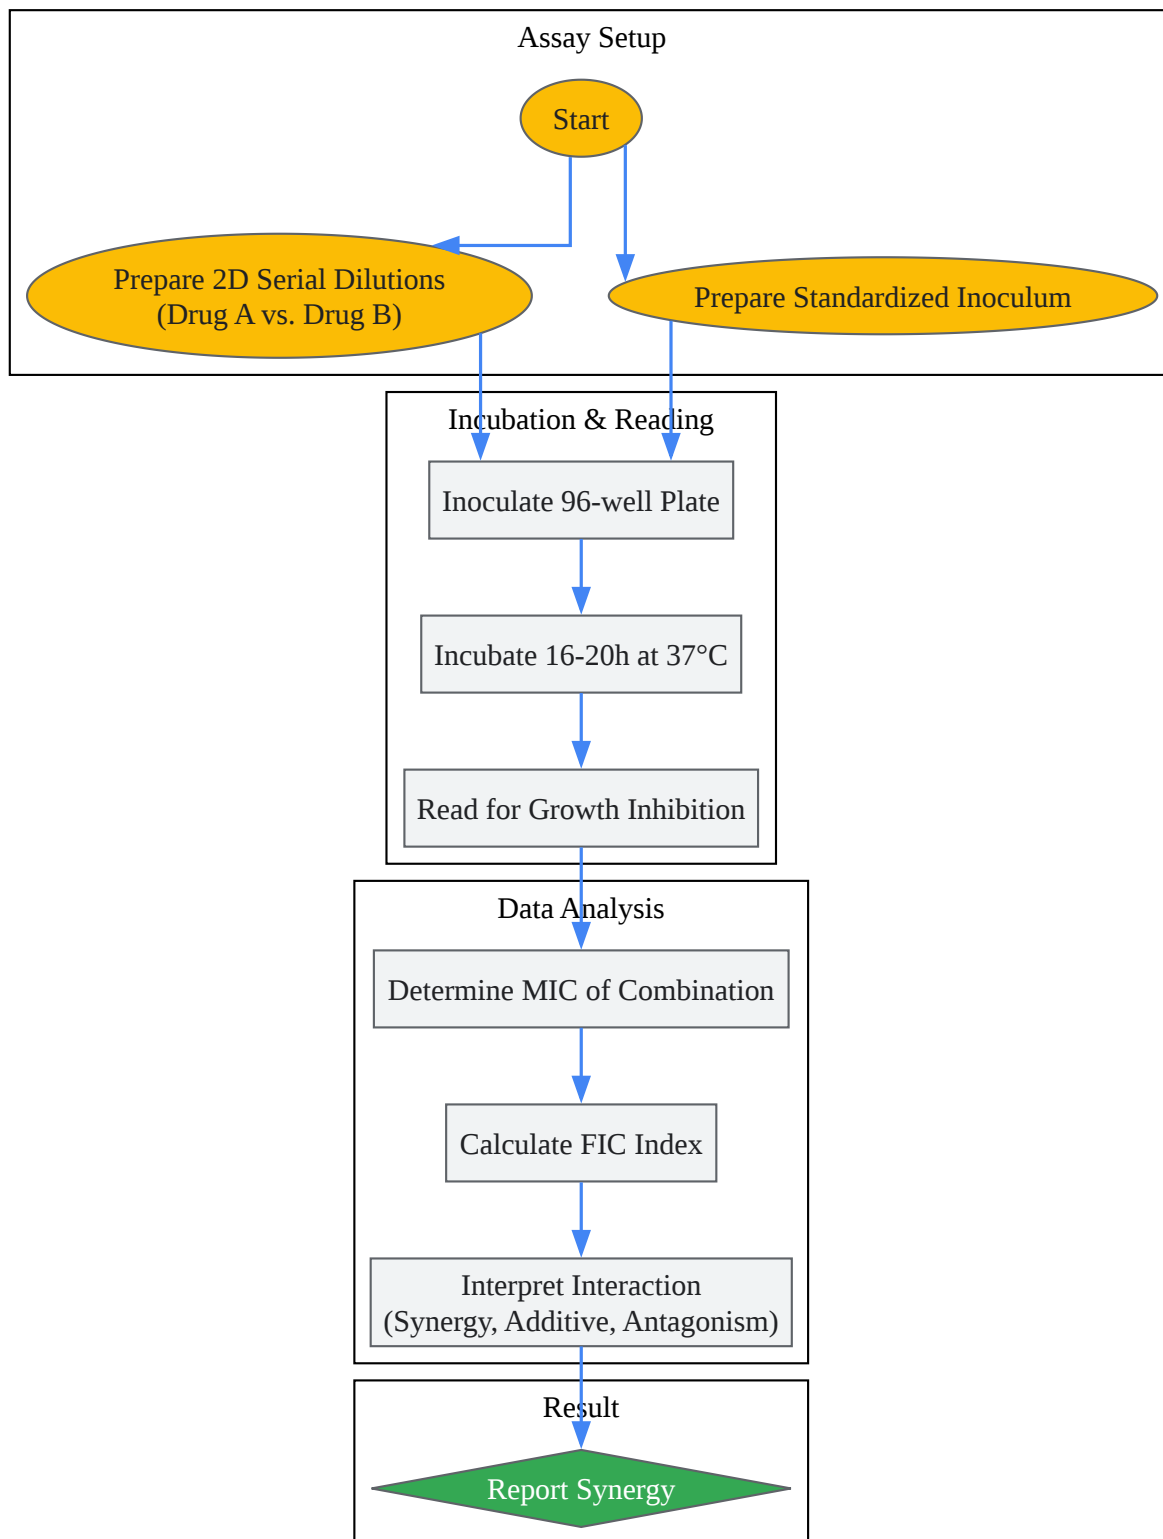 Assay Setup
Start
Prepare 2D Serial Dilutions
(Drug A vs. Drug B)
Prepare Standardized Inoculum
Incubation & Reading
Inoculate 96-well Plate
Incubate 16-20h at 37°C
Read for Growth Inhibition
Data Analysis
Determine MIC of Combination
Calculate FIC Index
Interpret Interaction
(Synergy, Additive, Antagonism)
Result
Report Synergy